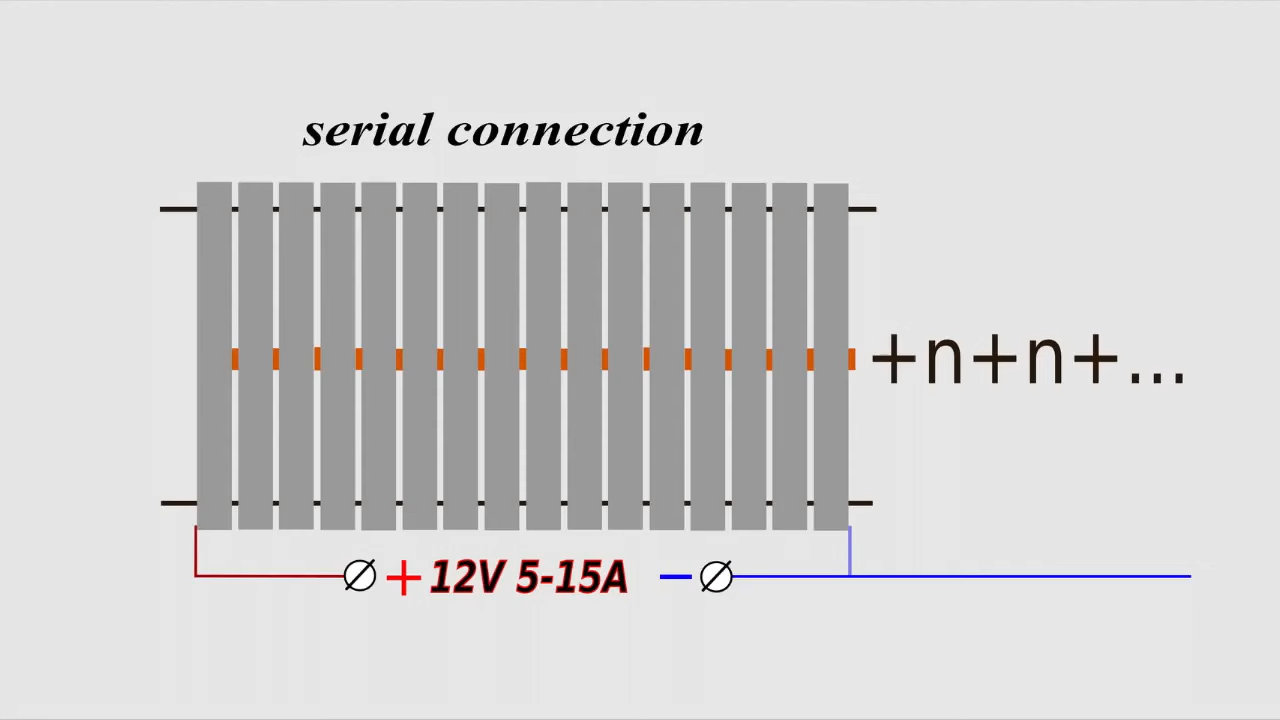 serial connection
+n+n+...
+ 12V 5-15A −